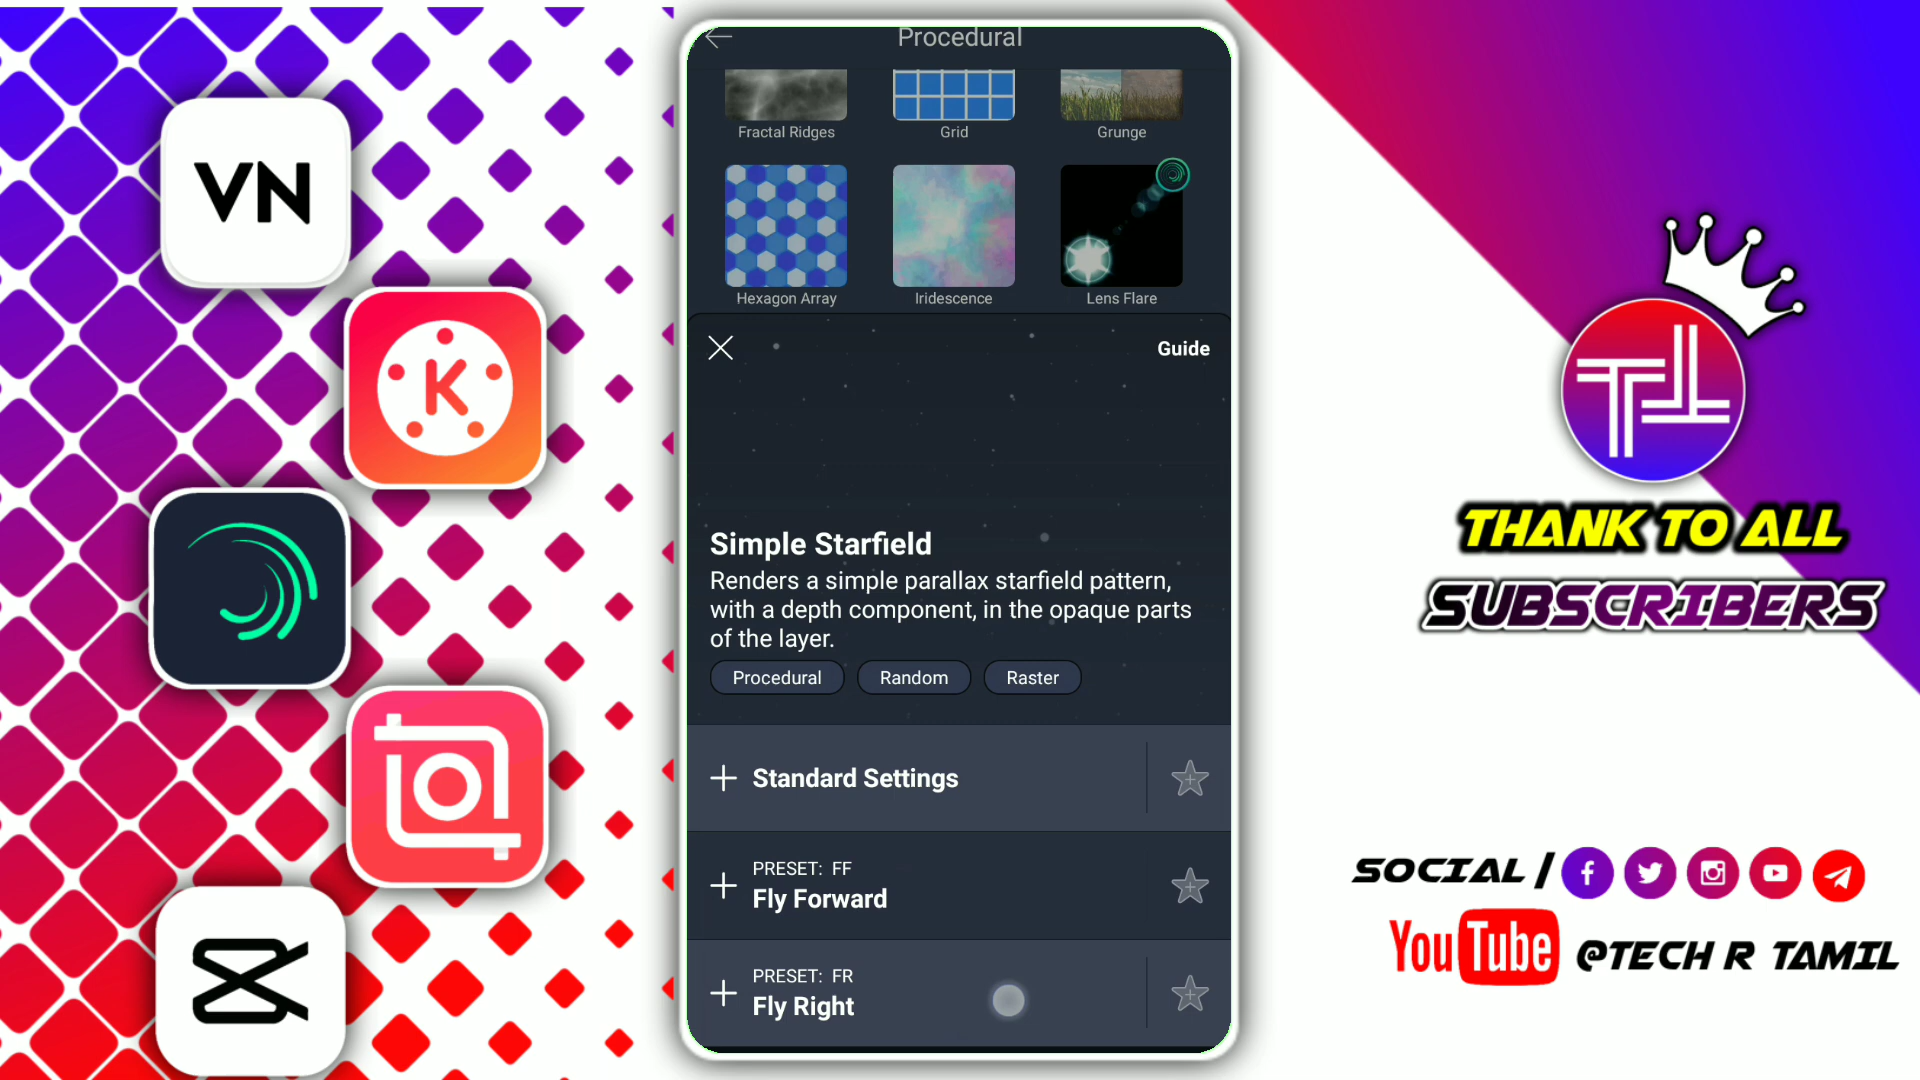 VN
K
Procedural
Fractal Ridges
Grid
Grunge
Hexagon Array
Iridescence
Lens Flare
Guide
Simple Starfield
Renders a simple parallax starfield pattern,
with a depth component, in the opaque parts
of the layer.
Procedural
Random
Raster
Standard Settings
PRESET: FF
Fly Forward
PRESET: FR
Fly Right
THANK TO ALL
SUBSCRIBERS
SOCIAL /
YouTube @TECH R TAMIL